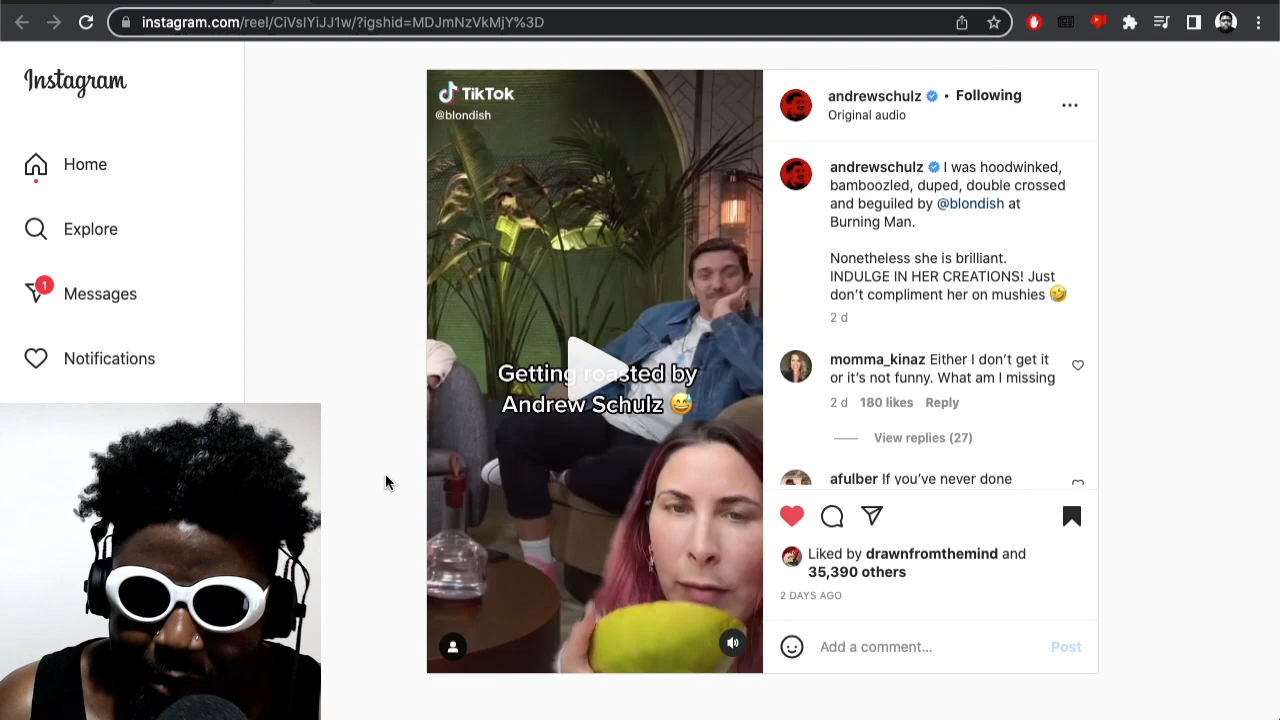 instagram.com/reel/CiVslYiJJ1w/?igshid=MDJmNzVkMjY%3D
Instagram
Home
Explore
1
Messages
Notifications
TikTok
@blondish
Getting roasted by
Andrew Schulz 😅
andrewschulz • Following
Original audio
andrewschulz I was hoodwinked,
bamboozled, duped, double crossed
and beguiled by @blondish at
Burning Man.
Nonetheless she is brilliant.
INDULGE IN HER CREATIONS! Just
don't compliment her on mushies 🤣
2 d
momma_kinaz Either I don't get it
or it's not funny. What am I missing
2 d 180 likes Reply
View replies (27)
afulber If you've never done
Liked by drawnfromthemind and
35,390 others
2 DAYS AGO
Add a comment...
Post